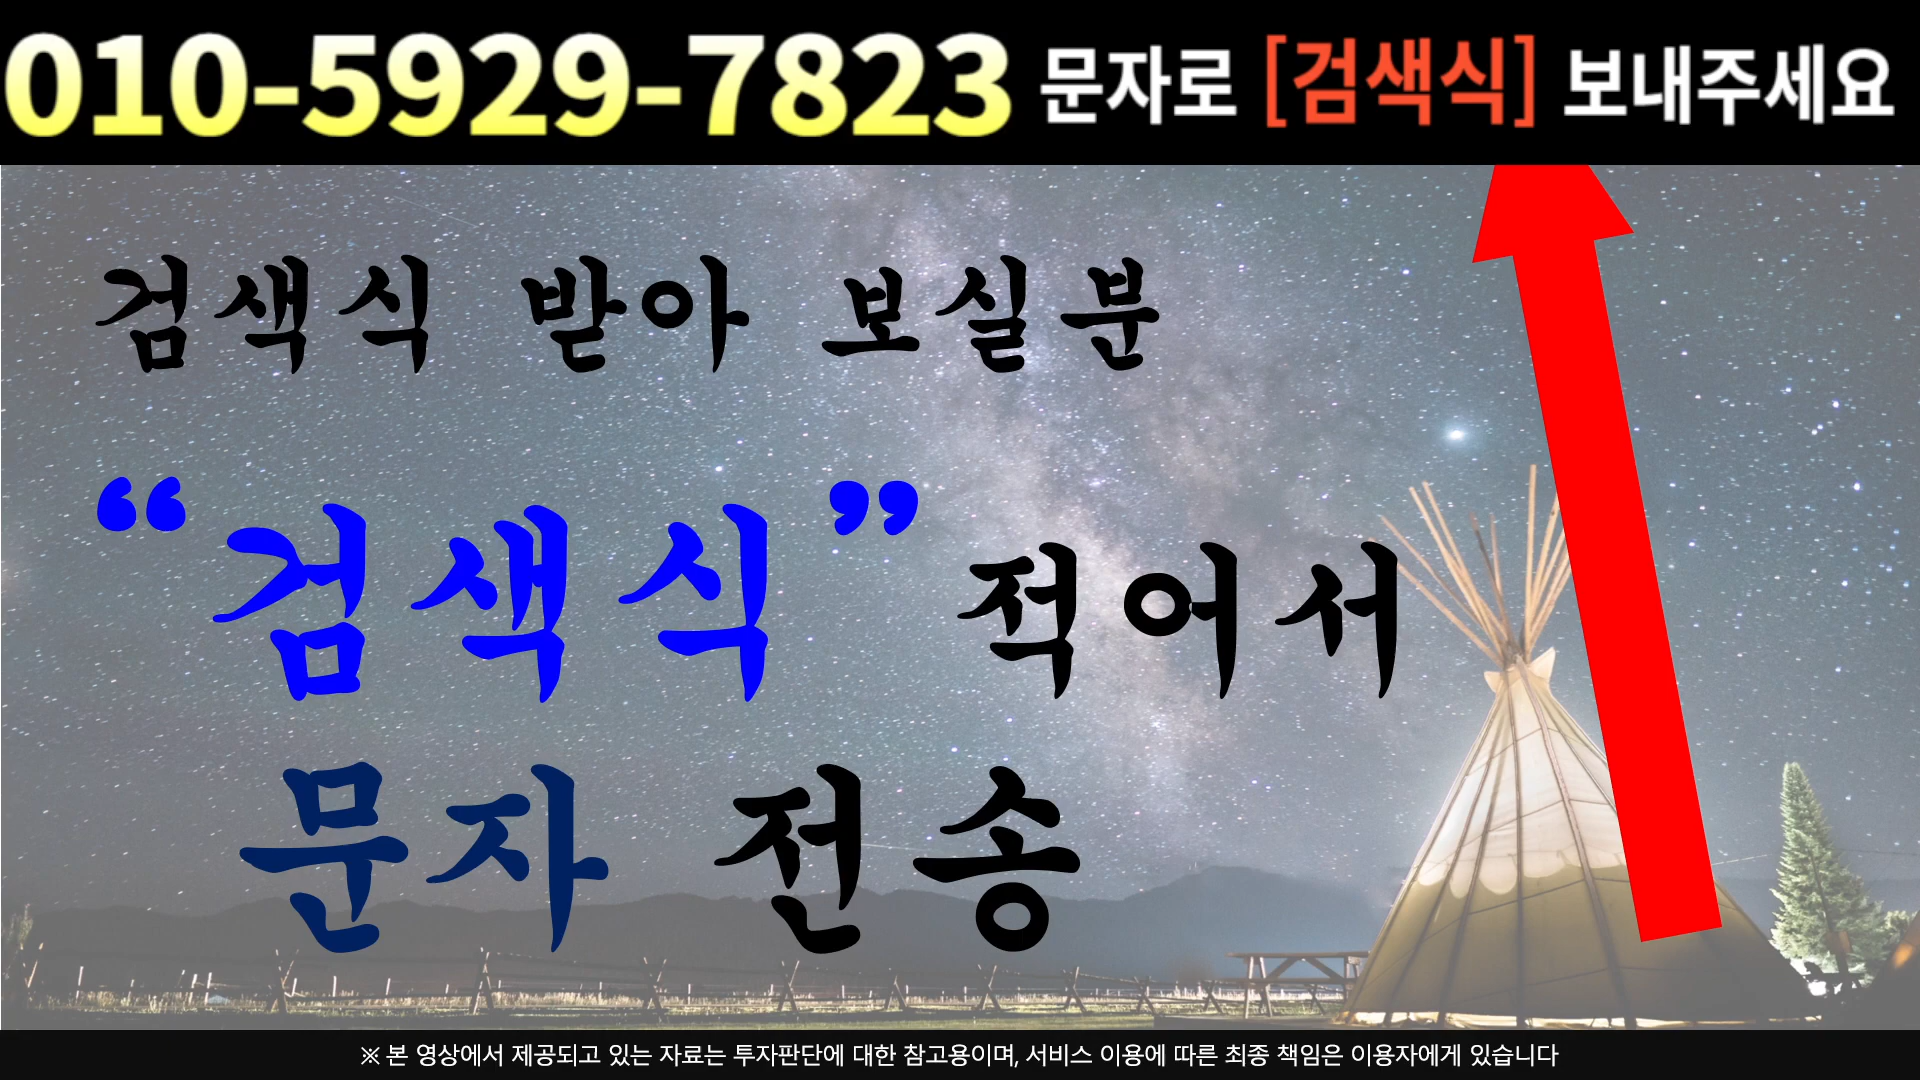 010-5929-7823 문자로 [검색식] 보내주세요
검색식 받아 보실분
“검색식” 적어서
문자 전송
※ 본 영상에서 제공되고 있는 자료는 투자판단에 대한 참고용이며, 서비스 이용에 따른 최종 책임은 이용자에게 있습니다